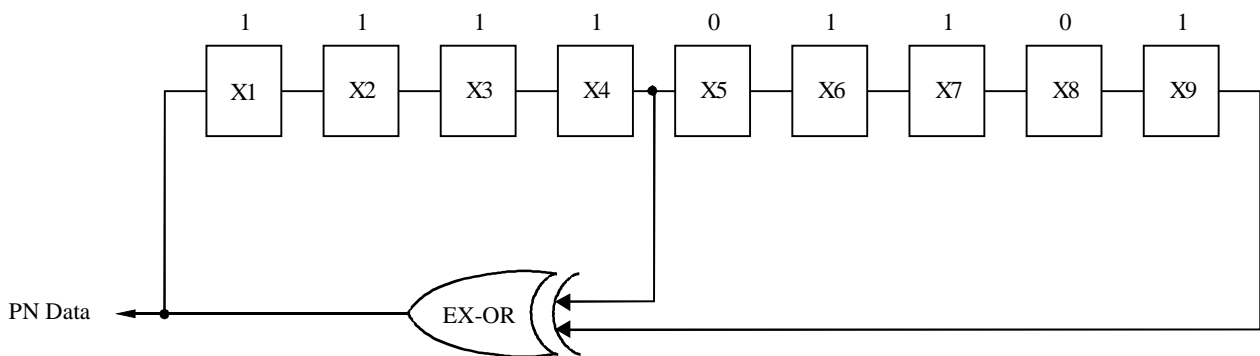 1 1 1 1 0 1 1 0 1
X1 X2 X3 X4 X5 X6 X7 X8 X9
EX-OR
PN Data